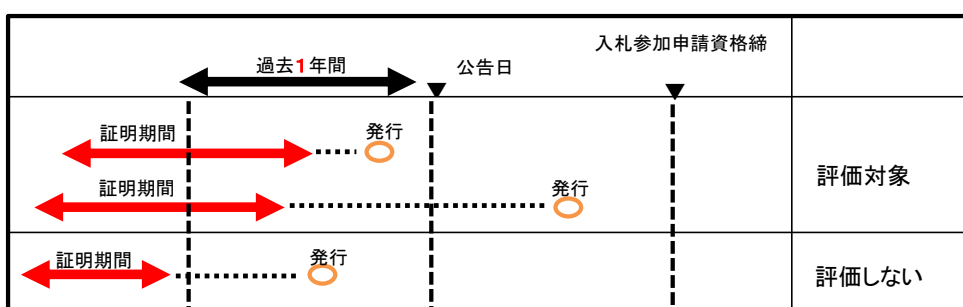 入札参加申請資格締
過去1年間
公告日
証明期間
発行
証明期間
発行
評価対象
証明期間
発行
評価しない